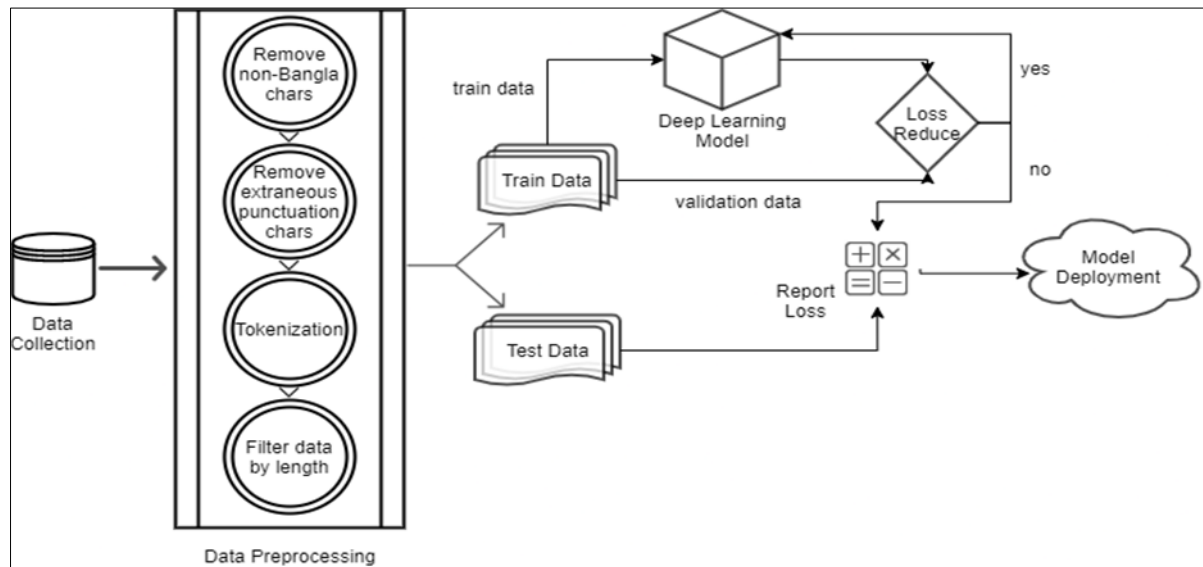 Data
Collection
Remove
non-Bangla
chars
Remove
extraneous
punctuation
chars
Tokenization
Filter data
by length
Data Preprocessing
train data
Train Data
validation data
Test Data
Deep Learning
Model
Loss
Reduce
yes
no
Report
Loss
Model
Deployment